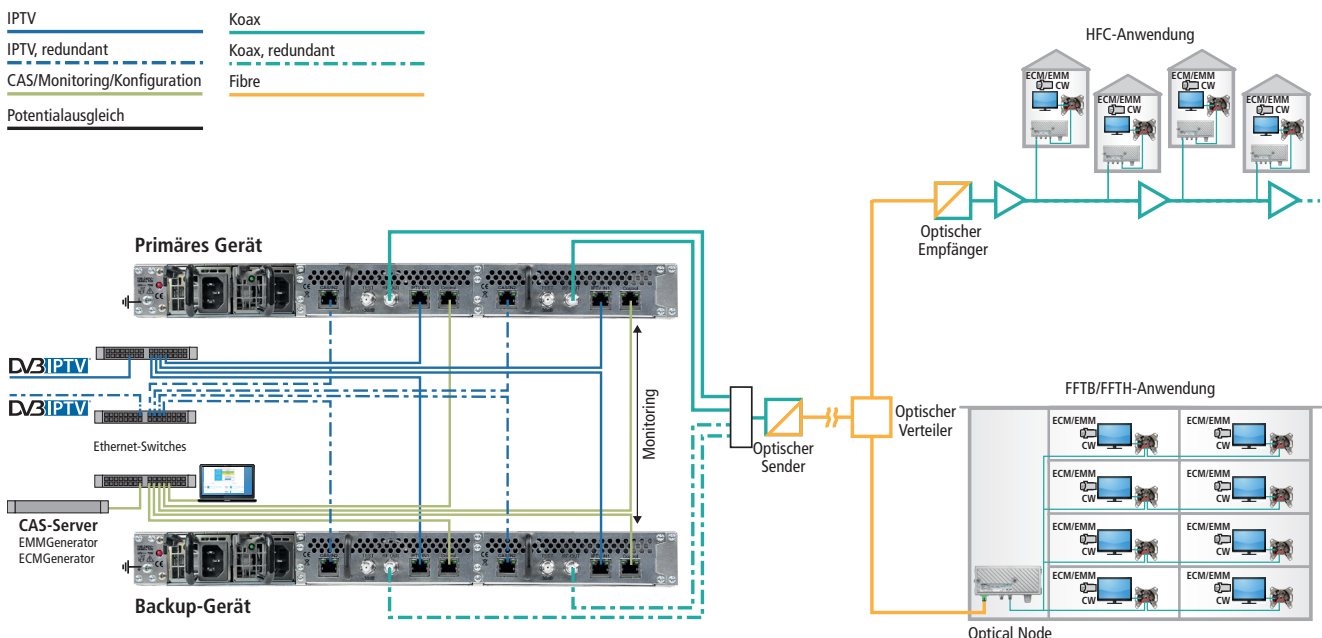 IPTV
IPTV, redundant
CAS/Monitoring/Konfiguration
Potentialausgleich
Koax
Koax, redundant
Fibre
HFC-Anwendung
ECM/EMM
CW
ECM/EMM
CW
ECM/EMM
CW
ECM/EMM
CW
Optischer
Empfänger
Primäres Gerät
DVB IPTV
DVB IPTV
Ethernet-Switches
CAS-Server
EMMGenerator
ECMGenerator
Monitoring
Backup-Gerät
Optischer
Sender
Optischer
Verteiler
FFTB/FFTH-Anwendung
ECM/EMM
CW
ECM/EMM
CW
ECM/EMM
CW
ECM/EMM
CW
ECM/EMM
CW
ECM/EMM
CW
ECM/EMM
CW
ECM/EMM
CW
Optical Node